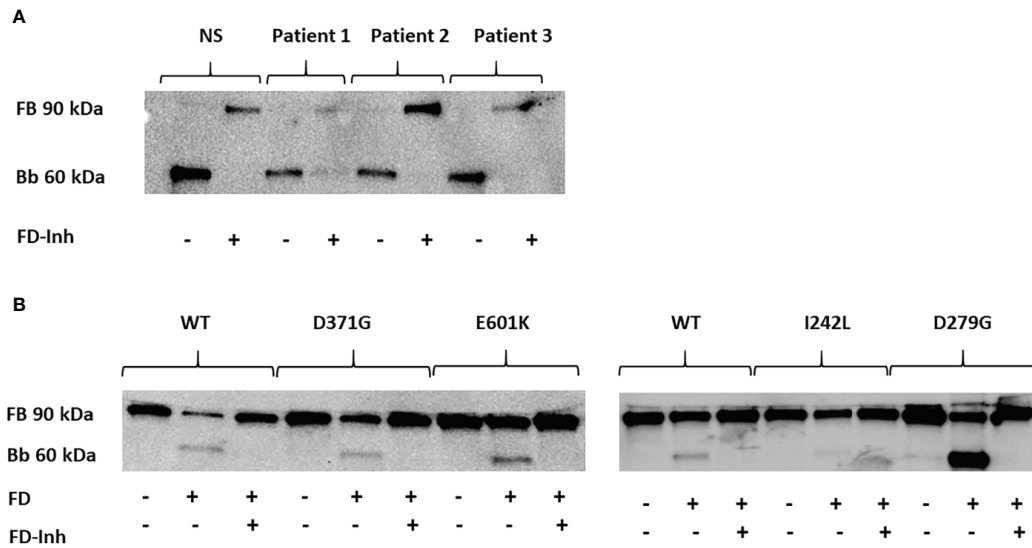 A
NS Patient 1 Patient 2 Patient 3
FB 90 kDa
Bb 60 kDa
FD-Inh - + - + - + - +
B
WT D371G E601K WT I242L D279G
FB 90 kDa
Bb 60 kDa
FD - + + - + + - + + - + + - + + - + +
FD-Inh - - + - - + - - + - - + - - + - - +